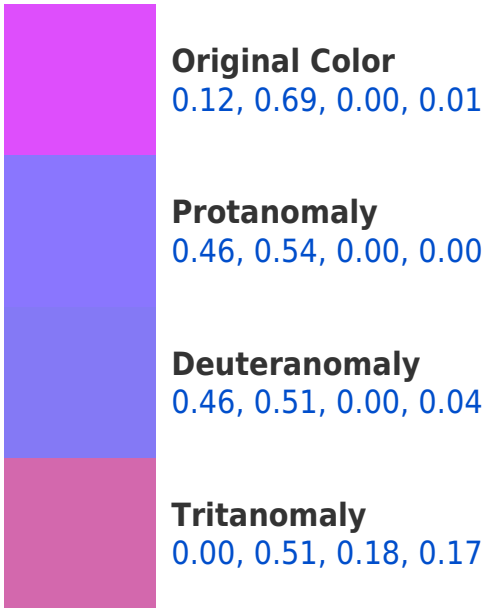 Original Color
0.12, 0.69, 0.00, 0.01
Protanomaly
0.46, 0.54, 0.00, 0.00
Deuteranomaly
0.46, 0.51, 0.00, 0.04
Tritanomaly
0.00, 0.51, 0.18, 0.17